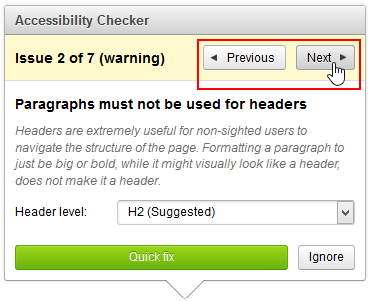 Accessibility Checker
Issue 2 of 7 (warning) Previous Next
Paragraphs must not be used for headers
Headers are extremely useful for non-sighted users to
navigate the structure of the page. Formatting a paragraph to
just be big or bold, while it might visually look like a header,
does not make it a header.
Header level: H2 (Suggested)
Quick fix Ignore